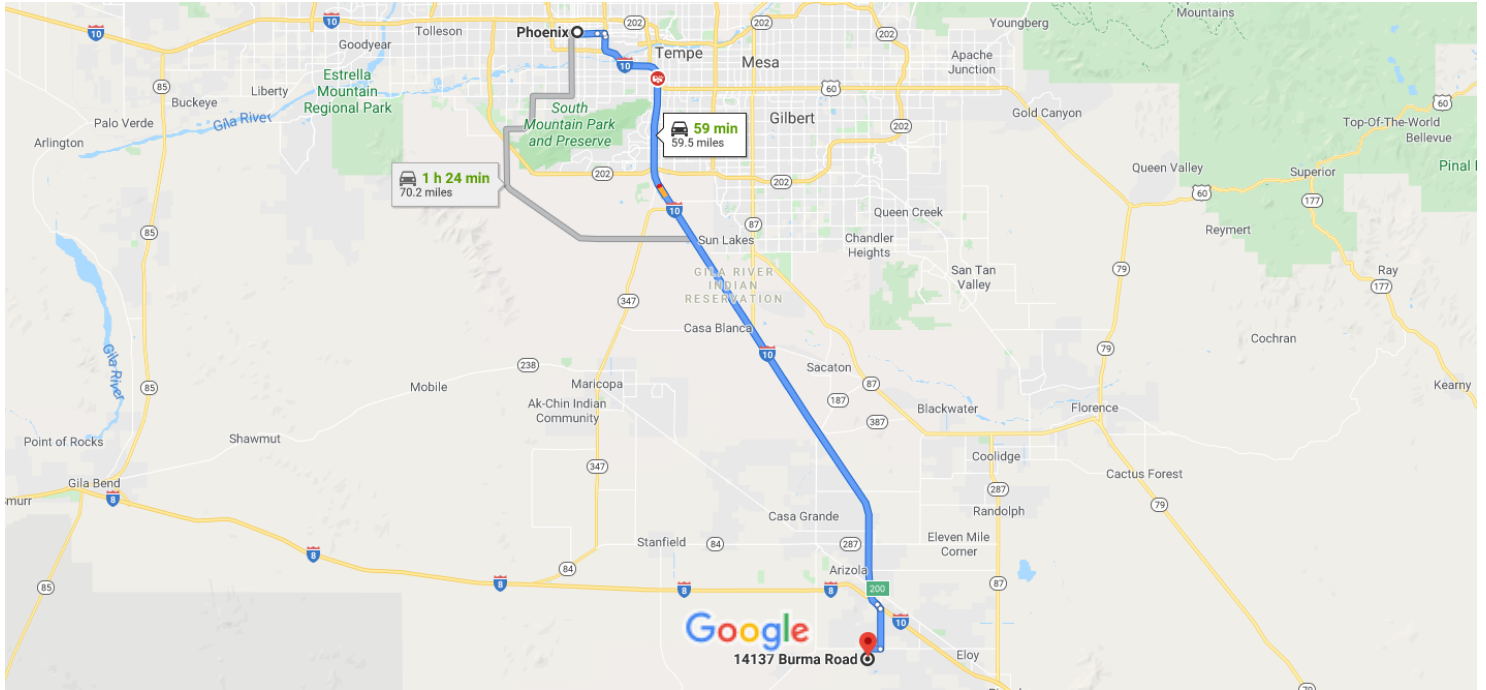 Mountains
Youngberg
10
202
Phoenix
Tolleson
10
202
202
Goodyear
Tempe
Mesa
Apache
Junction
10
Estrella
Mountain
Regional Park
85
Liberty
Buckeye
60
60
South
Mountain Park
and Preserve
Gold Canyon
Palo Verde
Gila River
Gilbert
202
Top-Of-The-World
Bellevue
59 min
59.5 miles
Arlington
Queen Valley
Superior
Pinal
1 h 24 min
70.2 miles
202
202
60
177
10
Queen Creek
87
Reymert
85
Sun Lakes
Chandler
Heights
79
Ray
GILA RIVER
INDIAN
RESERVATION
San Tan
Valley
177
347
Casa Blanca
Cochran
Gila River
10
79
238
Sacaton
85
Mobile
Maricopa
87
Kearny
Ak-Chin Indian
Community
187
387
Blackwater
Florence
Point of Rocks
Shawmut
Coolidge
347
Cactus Forest
Gila Bend
8
287
smurr
79
Casa Grande
Randolph
Stanfield
84
287
Eleven Mile
Corner
8
84
Arizola
8
8
8
200
87
85
10
Google
14137 Burma Road
Eloy
79